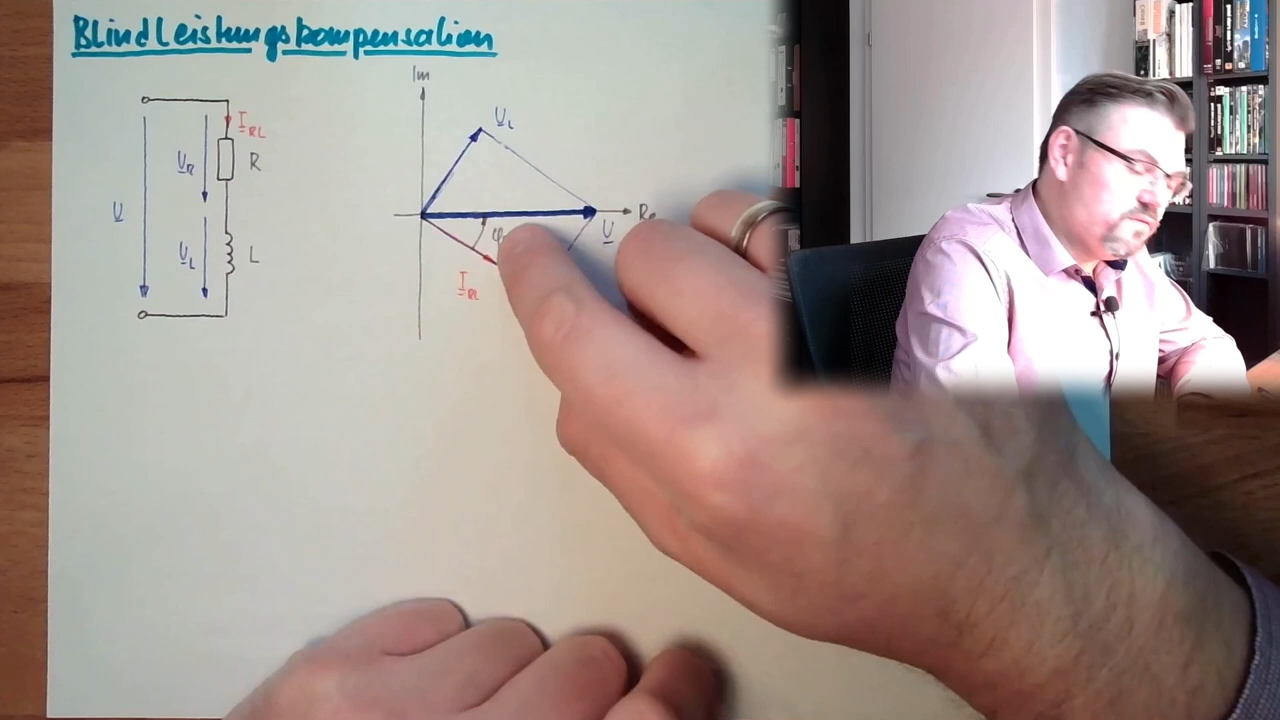 Blindleistungskompensation
Im
I_RL
U_L
U_R
R
Re
U
U
φ
U_L
L
I_RL